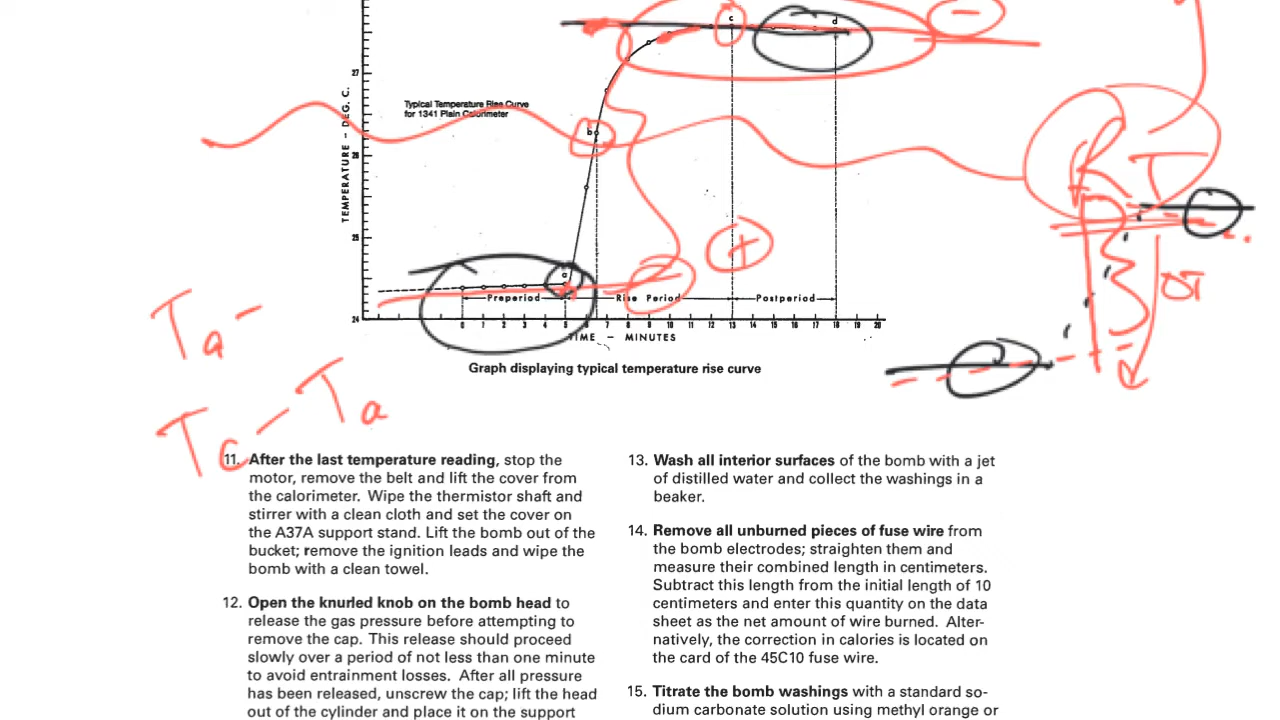 c
d
27
TEMPERATURE – DEG. C.
Typical Temperature Rise Curve
for 1341 Plain Calorimeter
b
26
25
a
Preperiod
Rise Period
Postperiod
24
0 1 2 3 4 5 6 7 8 9 10 11 12 13 14 15 16 17 18 19 20
TIME – MINUTES
Graph displaying typical temperature rise curve
−
+
RT
ΔT
Ta -
Tc - Ta
11. After the last temperature reading, stop the
motor, remove the belt and lift the cover from
the calorimeter. Wipe the thermistor shaft and
stirrer with a clean cloth and set the cover on
the A37A support stand. Lift the bomb out of the
bucket; remove the ignition leads and wipe the
bomb with a clean towel.
12. Open the knurled knob on the bomb head to
release the gas pressure before attempting to
remove the cap. This release should proceed
slowly over a period of not less than one minute
to avoid entrainment losses. After all pressure
has been released, unscrew the cap; lift the head
out of the cylinder and place it on the support
13. Wash all interior surfaces of the bomb with a jet
of distilled water and collect the washings in a
beaker.
14. Remove all unburned pieces of fuse wire from
the bomb electrodes; straighten them and
measure their combined length in centimeters.
Subtract this length from the initial length of 10
centimeters and enter this quantity on the data
sheet as the net amount of wire burned. Alter-
natively, the correction in calories is located on
the card of the 45C10 fuse wire.
15. Titrate the bomb washings with a standard so-
dium carbonate solution using methyl orange or